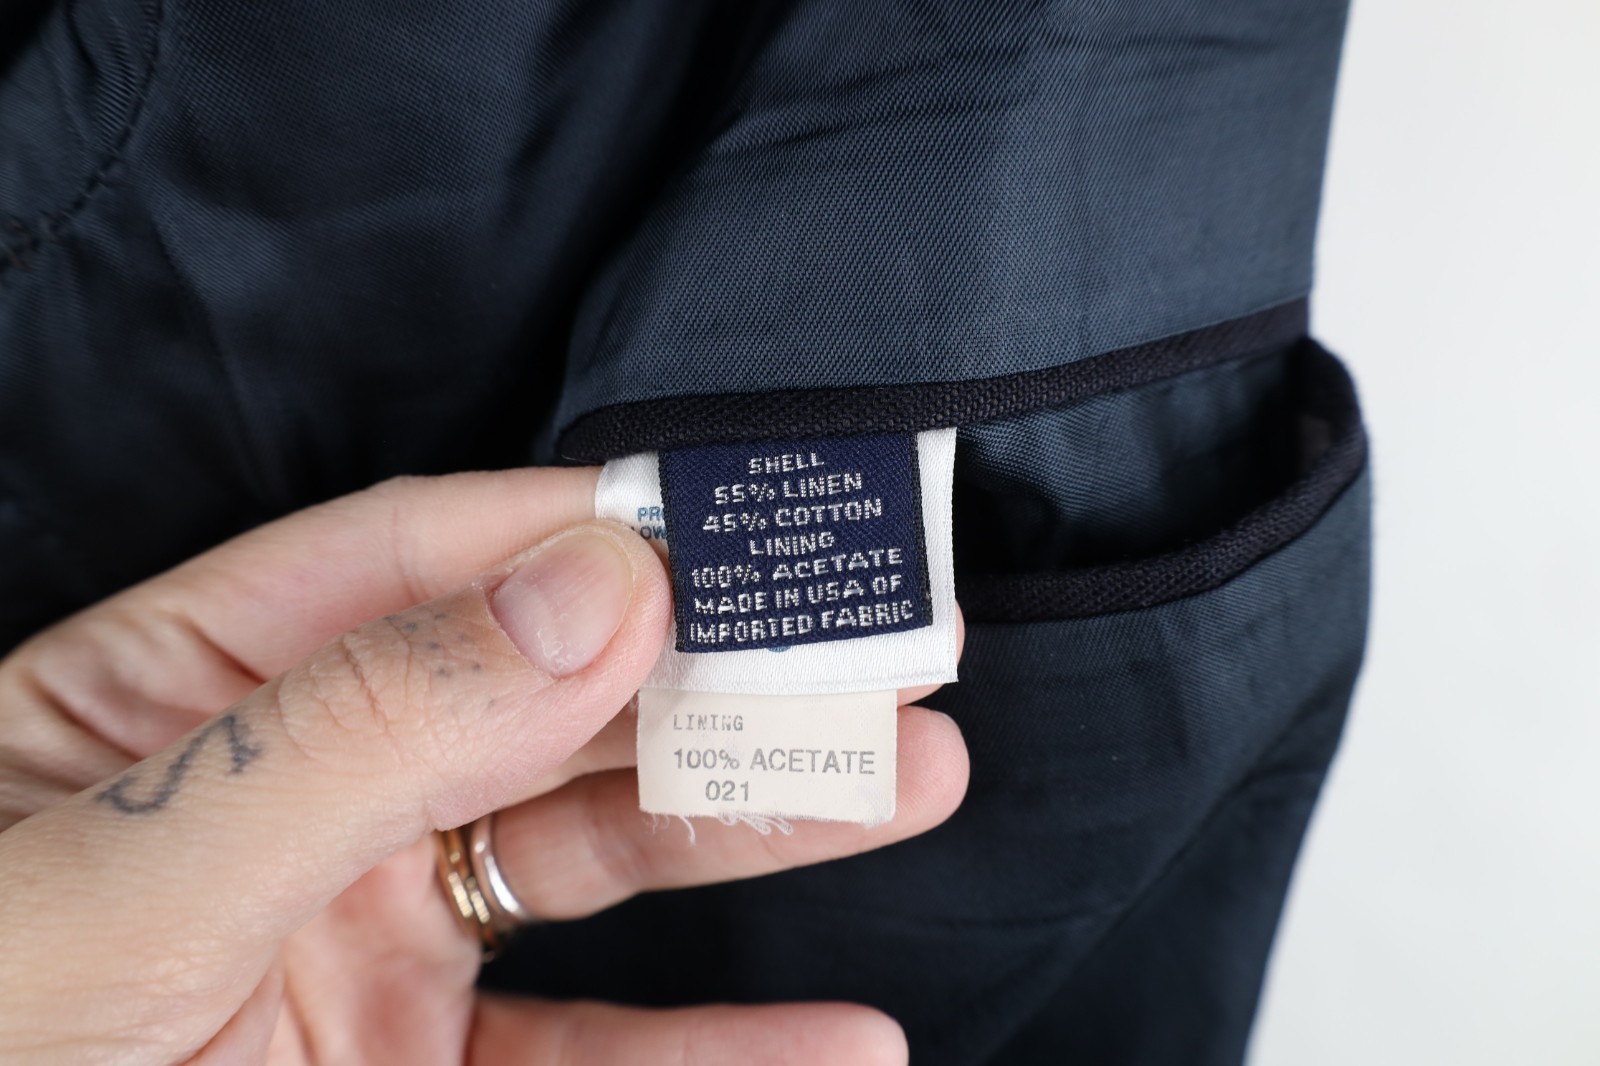 SHELL
55% LINEN
45% COTTON
LINING
100% ACETATE
MADE IN USA OF
IMPORTED FABRIC
LINING
100% ACETATE
021